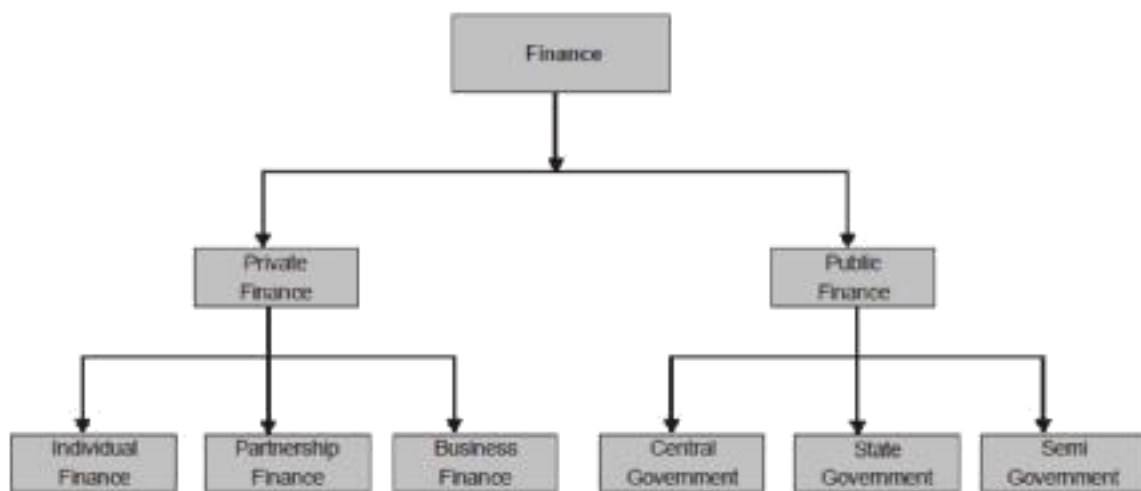 Finance
Private
Finance
Public
Finance
Individual
Finance
Partnership
Finance
Business
Finance
Central
Government
State
Government
Semi
Government